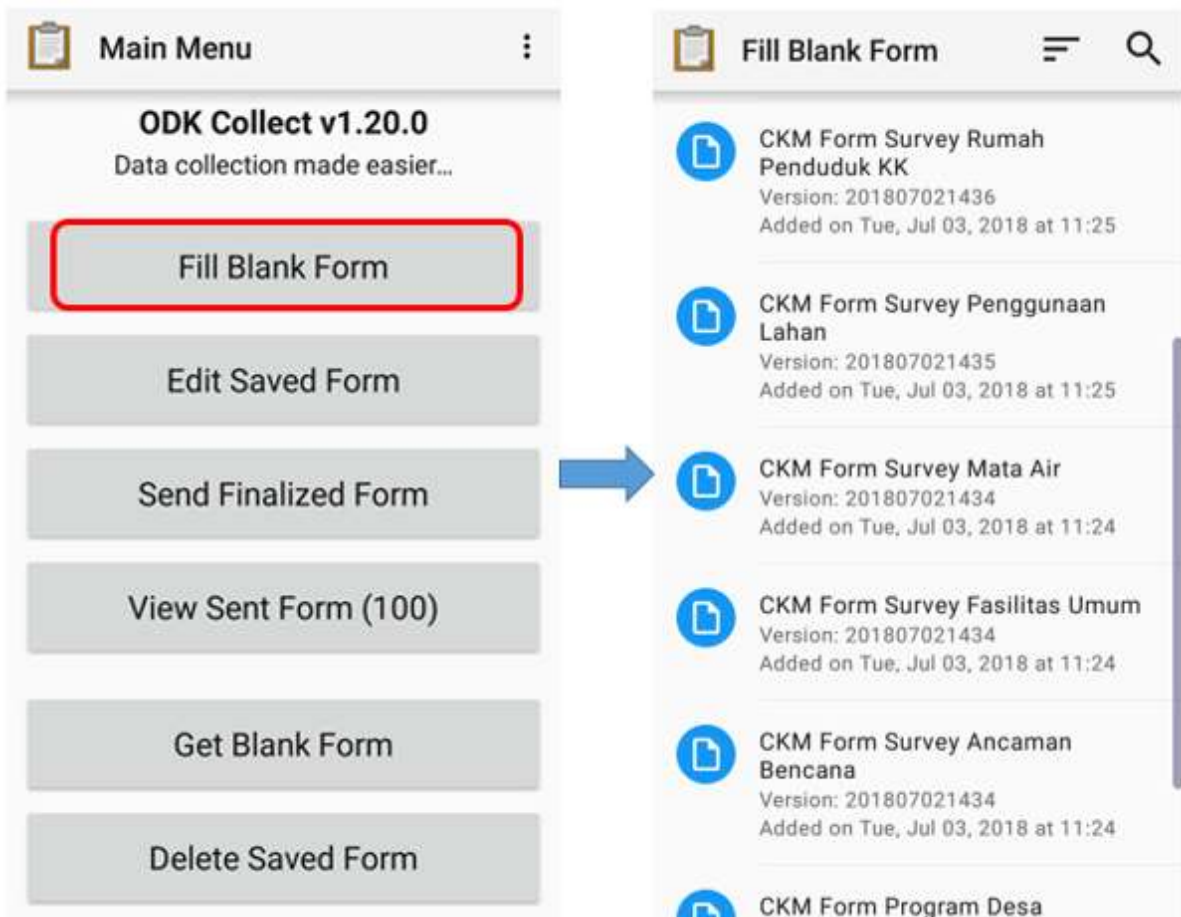 Main Menu
ODK Collect v1.20.0
Data collection made easier...
Fill Blank Form
Edit Saved Form
Send Finalized Form
View Sent Form (100)
Get Blank Form
Delete Saved Form
Fill Blank Form
CKM Form Survey Rumah
Penduduk KK
Version: 201807021436
Added on Tue, Jul 03, 2018 at 11:25
CKM Form Survey Penggunaan
Lahan
Version: 201807021435
Added on Tue, Jul 03, 2018 at 11:25
CKM Form Survey Mata Air
Version: 201807021434
Added on Tue, Jul 03, 2018 at 11:24
CKM Form Survey Fasilitas Umum
Version: 201807021434
Added on Tue, Jul 03, 2018 at 11:24
CKM Form Survey Ancaman
Bencana
Version: 201807021434
Added on Tue, Jul 03, 2018 at 11:24
CKM Form Program Desa